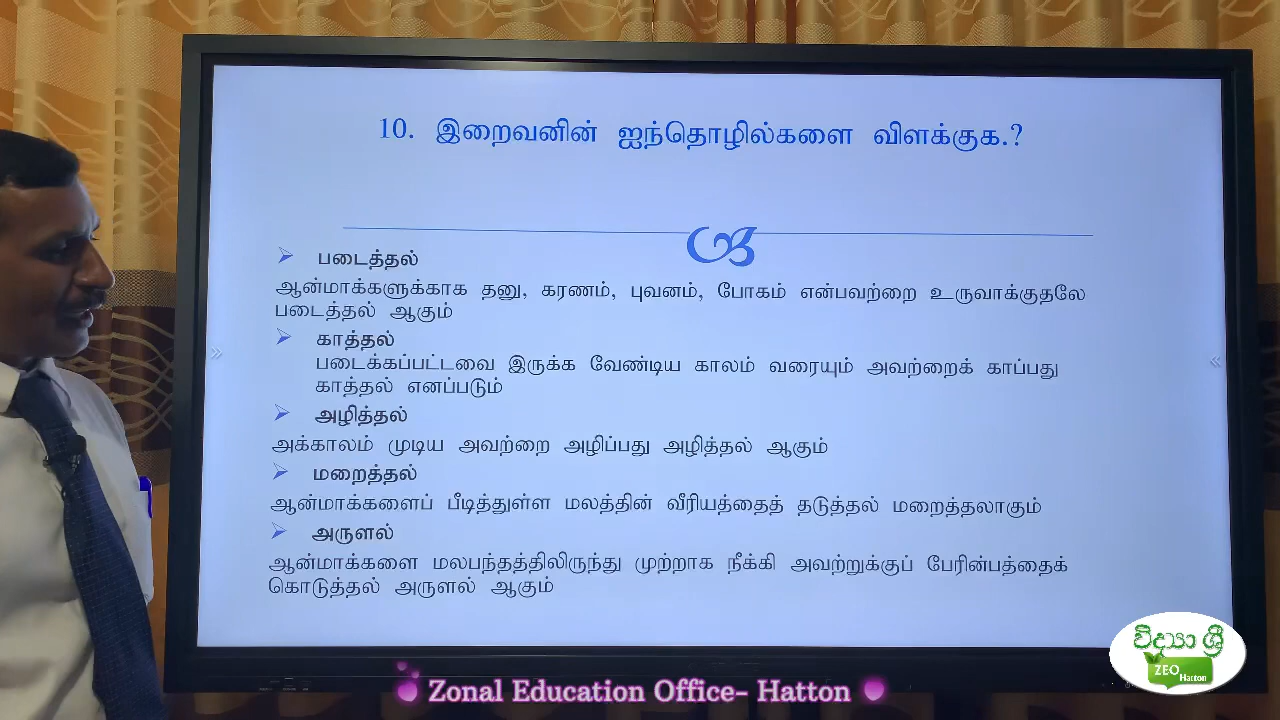 10. இறைவனின் ஐந்தொழில்களை விளக்குக.?
படைத்தல்
ஆன்மாக்களுக்காக தனு, கரணம், புவனம், போகம் என்பவற்றை உருவாக்குதலே
படைத்தல் ஆகும்
காத்தல்
படைக்கப்பட்டவை இருக்க வேண்டிய காலம் வரையும் அவற்றைக் காப்பது
காத்தல் எனப்படும்
அழித்தல்
அக்காலம் முடிய அவற்றை அழிப்பது அழித்தல் ஆகும்
மறைத்தல்
ஆன்மாக்களைப் பீடித்துள்ள மலத்தின் வீரியத்தைத் தடுத்தல் மறைத்தலாகும்
அருளல்
ஆன்மாக்களை மலபந்தத்திலிருந்து முற்றாக நீக்கி அவற்றுக்குப் பேரின்பத்தைக்
கொடுத்தல் அருளல் ஆகும்
විද්‍යා ශ්‍රී
ZEO
Hatton
Zonal Education Office- Hatton